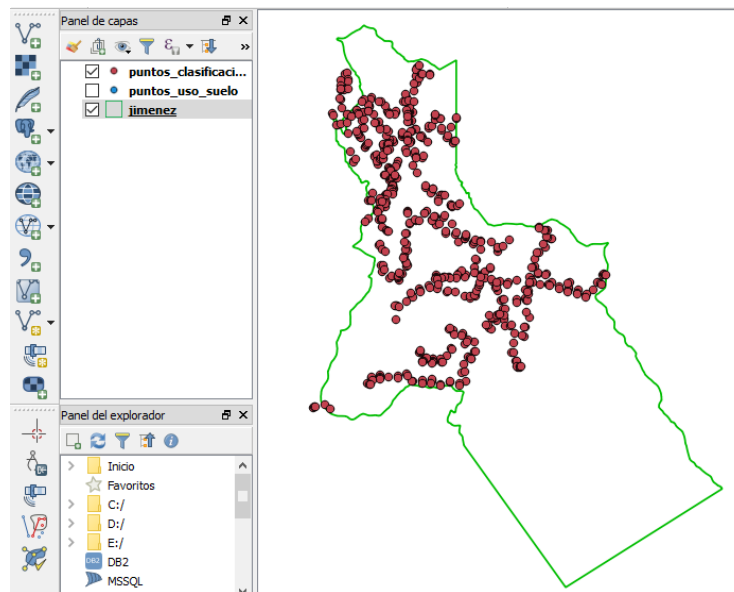 Panel de capas
»
puntos_clasificaci...
puntos_uso_suelo
jimenez
Panel del explorador
Inicio
Favoritos
C:/
D:/
E:/
DB2 DB2
MSSQL